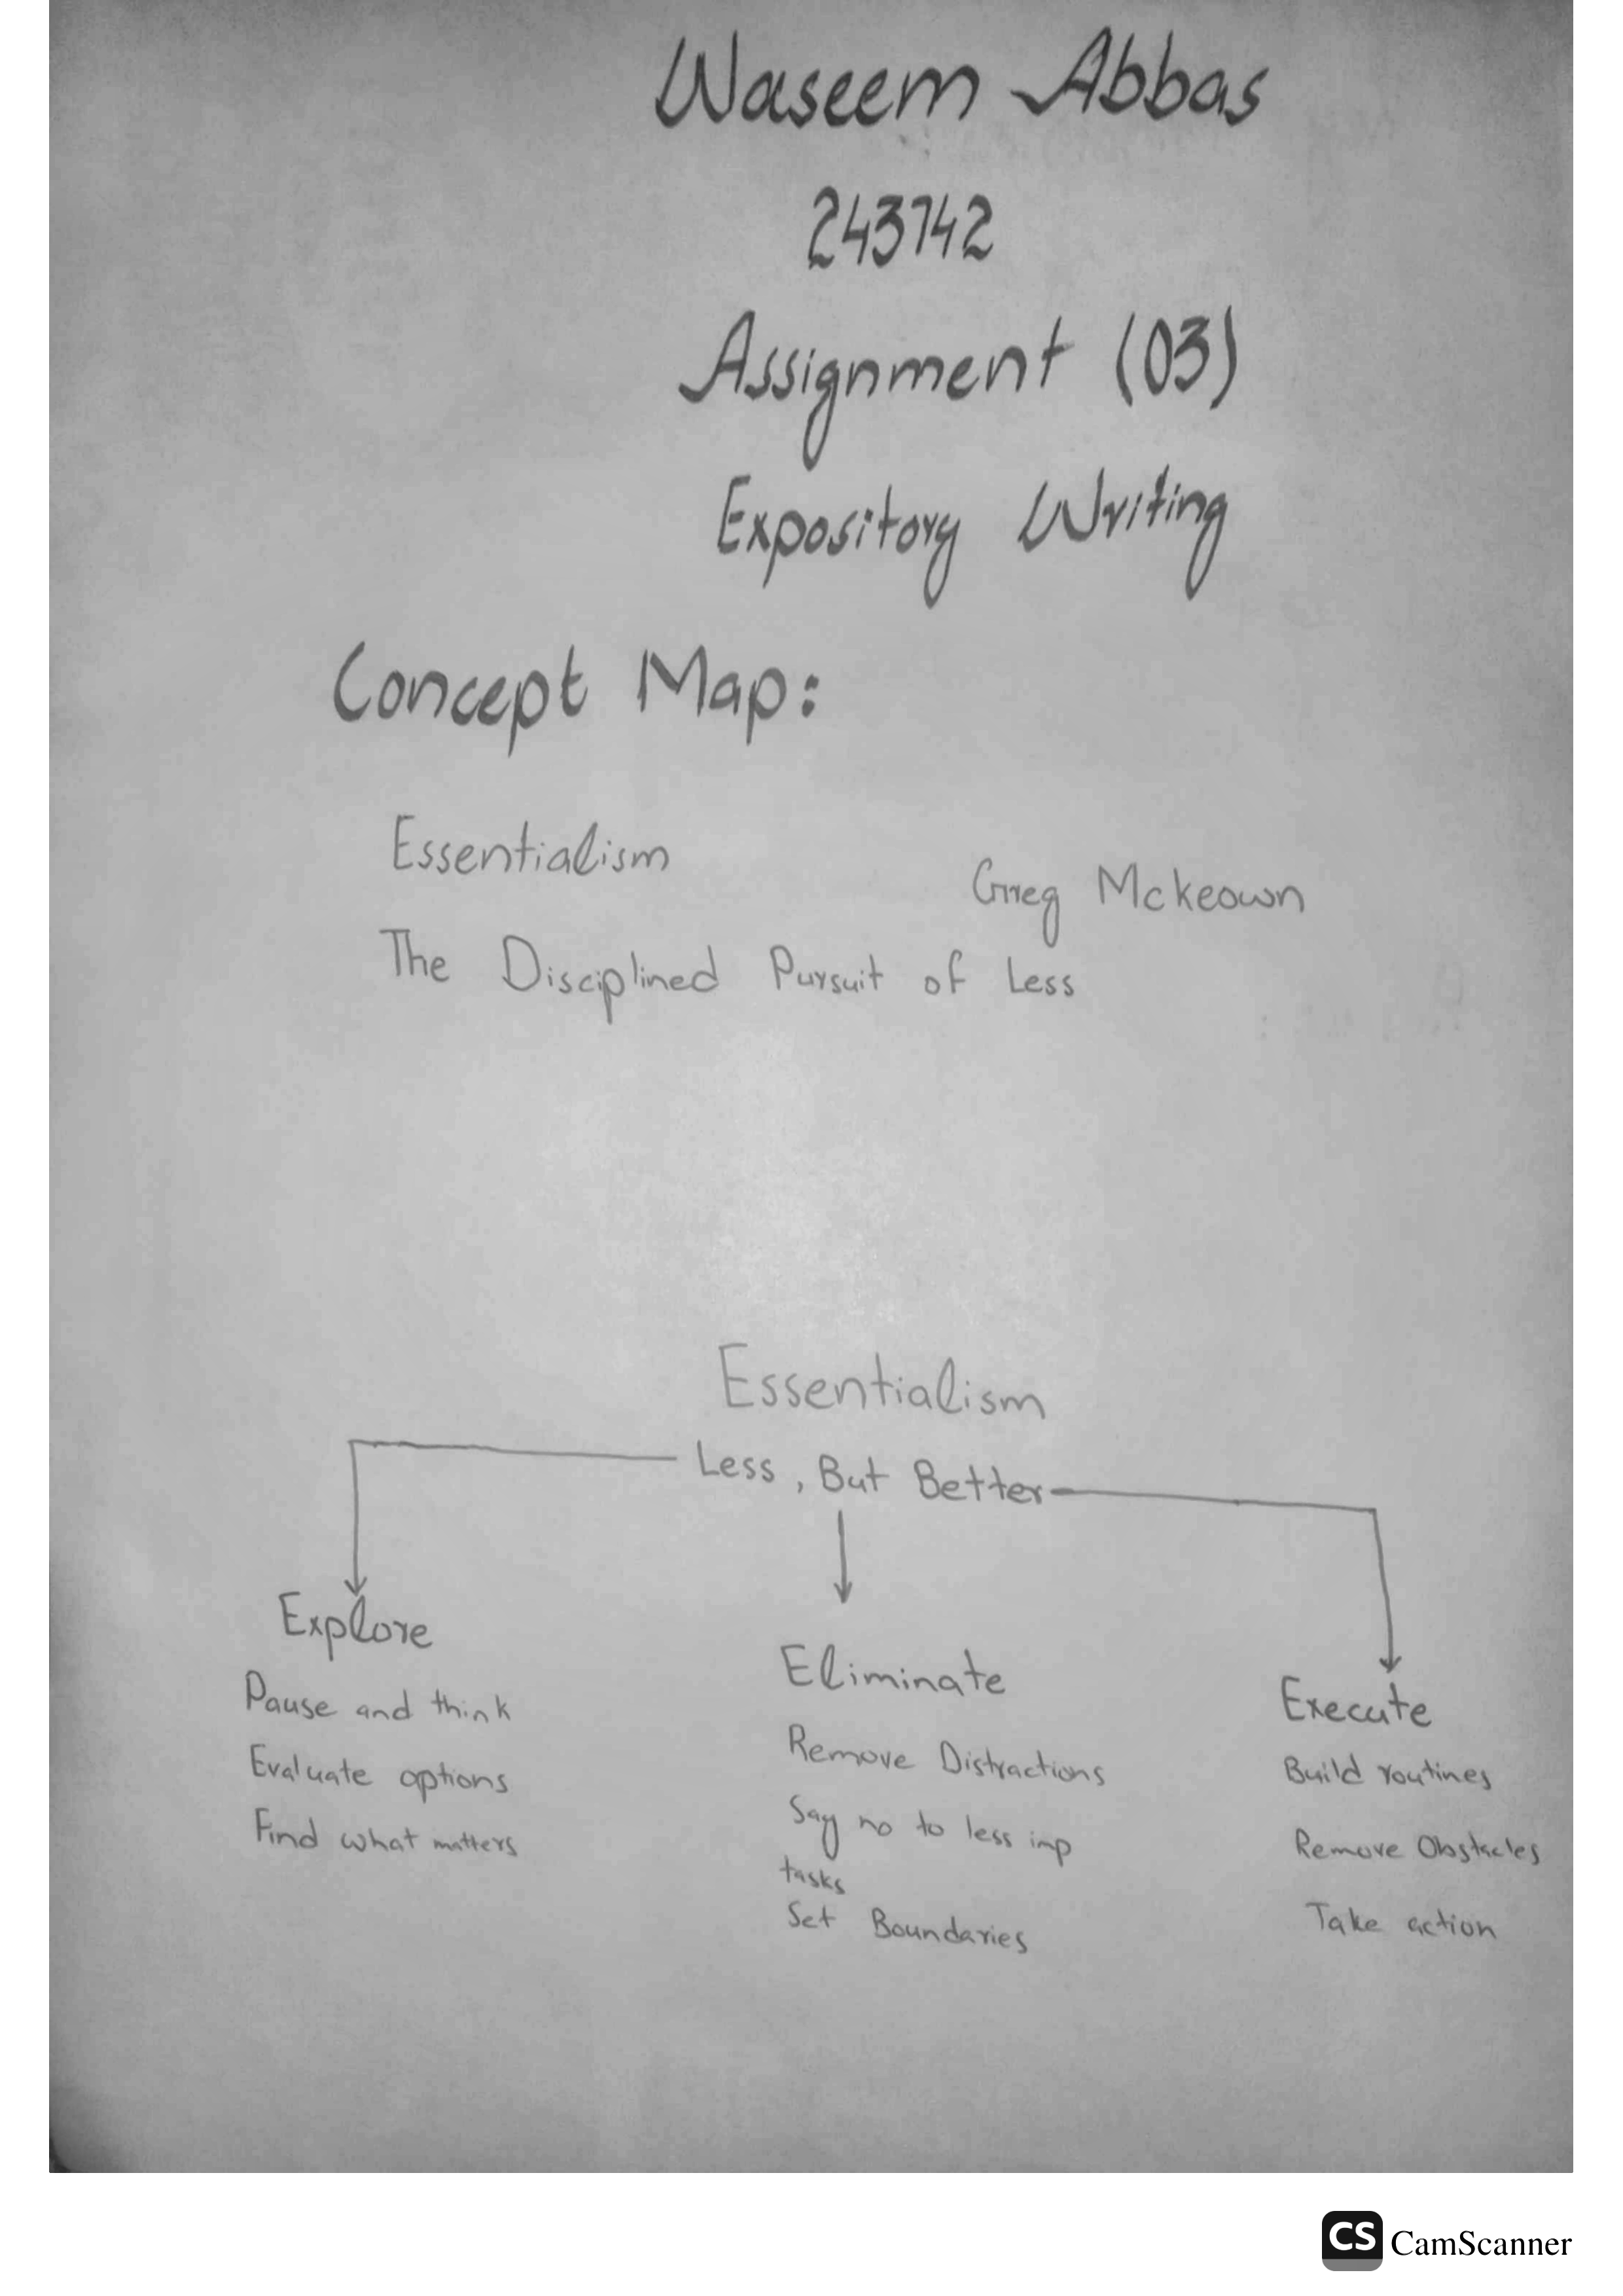 Waseem Abbas
243742
Assignment (03)
Expository Writing
Concept Map:
Essentialism
Greg Mckeown
The Disciplined Pursuit of Less
Essentialism
Less, But Better
Explore
Pause and think
Evaluate options
Find what matters
Eliminate
Remove Distractions
Say no to less imp
tasks
Set Boundaries
Execute
Build routines
Remove Obstacles
Take action
CS CamScanner